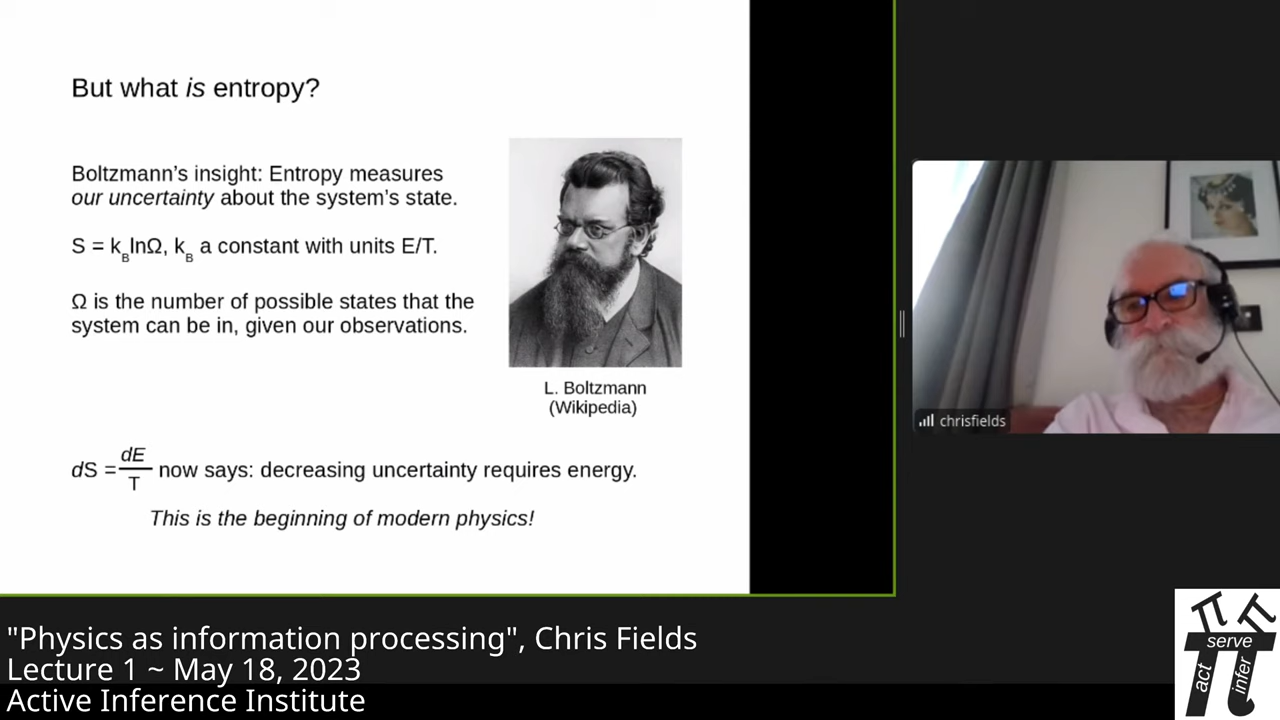 But what is entropy?
Boltzmann's insight: Entropy measures
our uncertainty about the system's state.
S = k_B lnΩ, k_B a constant with units E/T.
Ω is the number of possible states that the
system can be in, given our observations.
L. Boltzmann
(Wikipedia)
dS = dE/T now says: decreasing uncertainty requires energy.
This is the beginning of modern physics!
chrisfields
"Physics as information processing", Chris Fields
Lecture 1 ~ May 18, 2023
Active Inference Institute
serve
act
infer